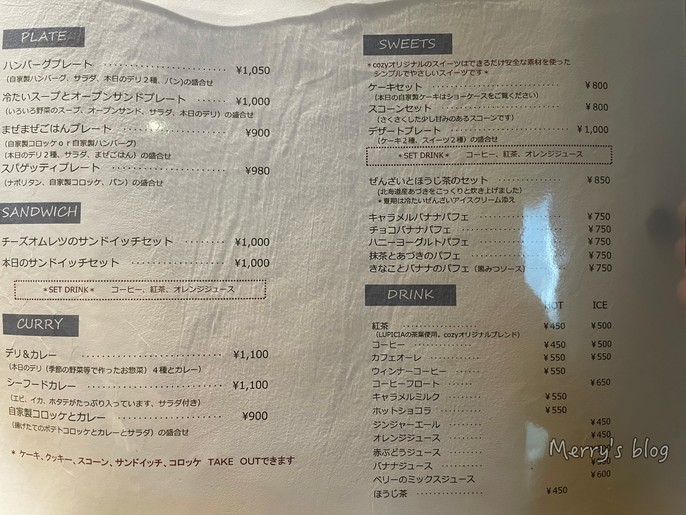 PLATE
ハンバーグプレート ¥1,050
(自家製ハンバーグ、サラダ、本日のデリ2種、パン)の盛合せ
冷たいスープとオープンサンドプレート ¥1,000
(いろいろ野菜のスープ、オープンサンド、サラダ、本日のデリ)の盛合せ
まぜまぜごはんプレート ¥900
(自家製コロッケor自家製ハンバーグ)
(本日のデリ2種、サラダ、まぜごはん)の盛合せ
スパゲッティプレート ¥980
(ナポリタン、自家製コロッケ、パン)の盛合せ
SANDWICH
チーズオムレツのサンドイッチセット ¥1,000
本日のサンドイッチセット ¥1,000
*SET DRINK* コーヒー、紅茶、オレンジジュース
CURRY
デリ&カレー ¥1,100
(本日のデリ(季節の野菜等で作ったお惣菜)4種とカレー)
シーフードカレー ¥1,100
(エビ、イカ、ホタテがたっぷり入っています、サラダ付き)
自家製コロッケとカレー ¥900
(揚げたてのポテトコロッケとカレーとサラダ)の盛合せ
* ケーキ、クッキー、スコーン、サンドイッチ、コロッケ TAKE OUTできます
SWEETS
*cozyオリジナルのスイーツはできるだけ安全な素材を使った
シンプルでやさしいスイーツです*
ケーキセット ¥800
(本日の自家製ケーキはショーケースをご覧ください)
スコーンセット ¥800
(さくさくした少し甘みのあるスコーンです)
デザートプレート ¥1,000
(ケーキ2種、スイーツ2種)の盛合せ
*SET DRINK* コーヒー、紅茶、オレンジジュース
ぜんざいとほうじ茶のセット ¥850
(北海道産あづきをこっくりと炊き上げました)
*夏期は冷たいぜんざいアイスクリーム添え
キャラメルバナナパフェ ¥750
チョコバナナパフェ ¥750
ハニーヨーグルトパフェ ¥750
抹茶とあづきのパフェ ¥750
きなことバナナのパフェ(黒みつソース) ¥750
DRINK
HOT ICE
紅茶 ¥450 ¥500
(LUPICIAの茶葉使用。cozyオリジナルブレンド)
コーヒー ¥450 ¥500
カフェオーレ ¥550 ¥550
ウィンナーコーヒー ¥550
コーヒーフロート ¥650
キャラメルミルク ¥550
ホットショコラ ¥550
ジンジャーエール ¥450
オレンジジュース ¥450
赤ぶどうジュース
バナナジュース
ベリーのミックスジュース ¥600
ほうじ茶 ¥450
Merry's blog